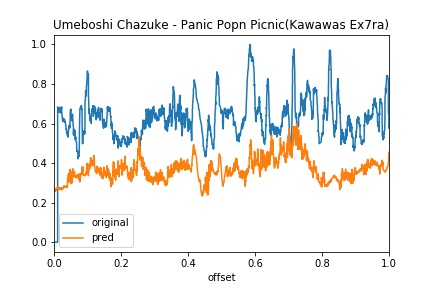 Umeboshi Chazuke - Panic Popn Picnic(Kawawas Ex7ra)
1.0
0.8
0.6
0.4
0.2
0.0
original
pred
0.0 0.2 0.4 0.6 0.8 1.0
offset